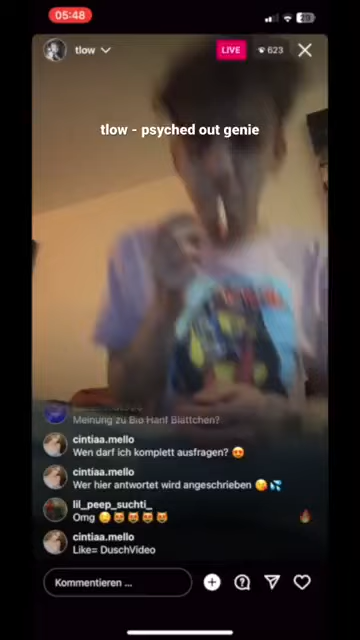 05:48
tlow
LIVE
623
tlow - psyched out genie
Meinung zu Bio Hanf Blättchen?
cintiaa.mello
Wen darf ich komplett ausfragen? 😍
cintiaa.mello
Wer hier antwortet wird angeschrieben 😘💦
lil_peep_suchti_
Omg
cintiaa.mello
Like= DuschVideo
Kommentieren ...